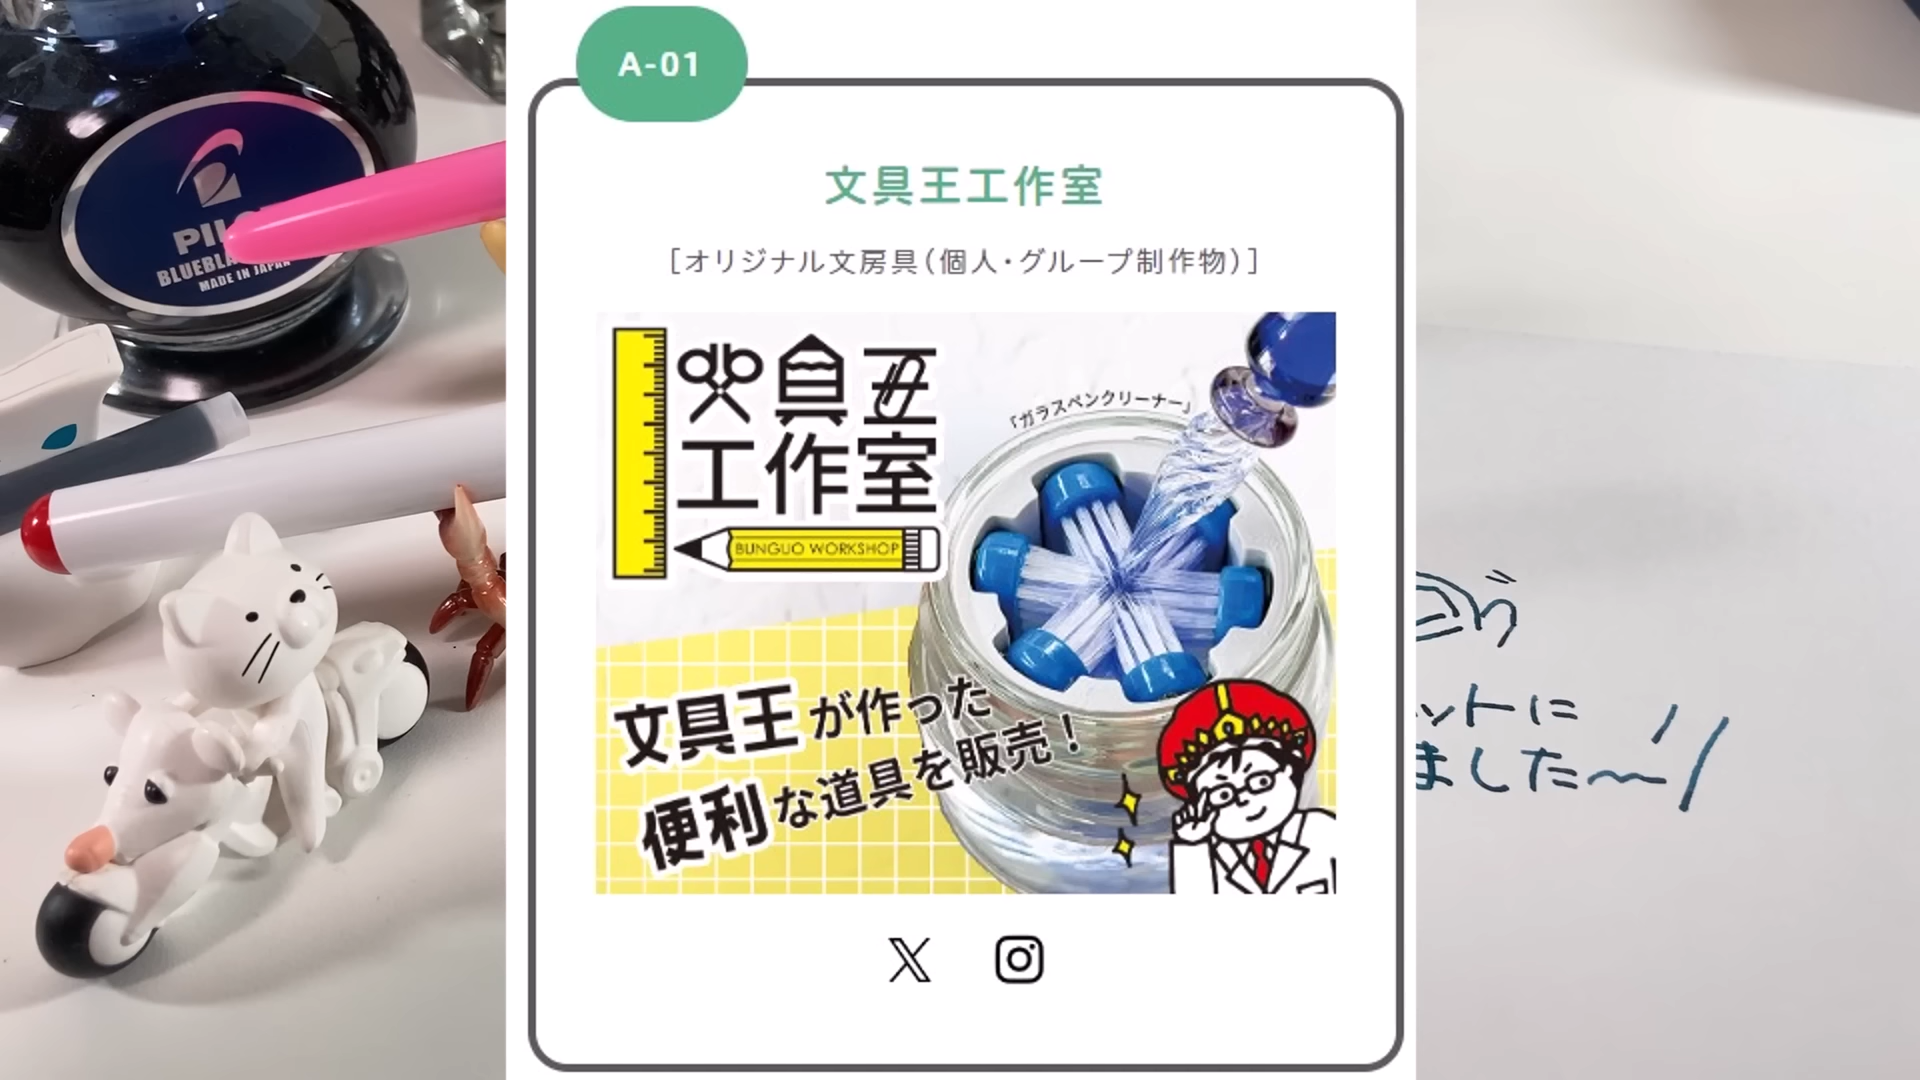 A-01
文具王工作室
[オリジナル文房具(個人・グループ制作物)]
文具王
工作室
BUNGUO WORKSHOP
「ガラスペンクリーナー」
文具王が作った
便利な道具を販売!
PIL
BLUEBLA
MADE IN JAPAN
ットに
ました~~